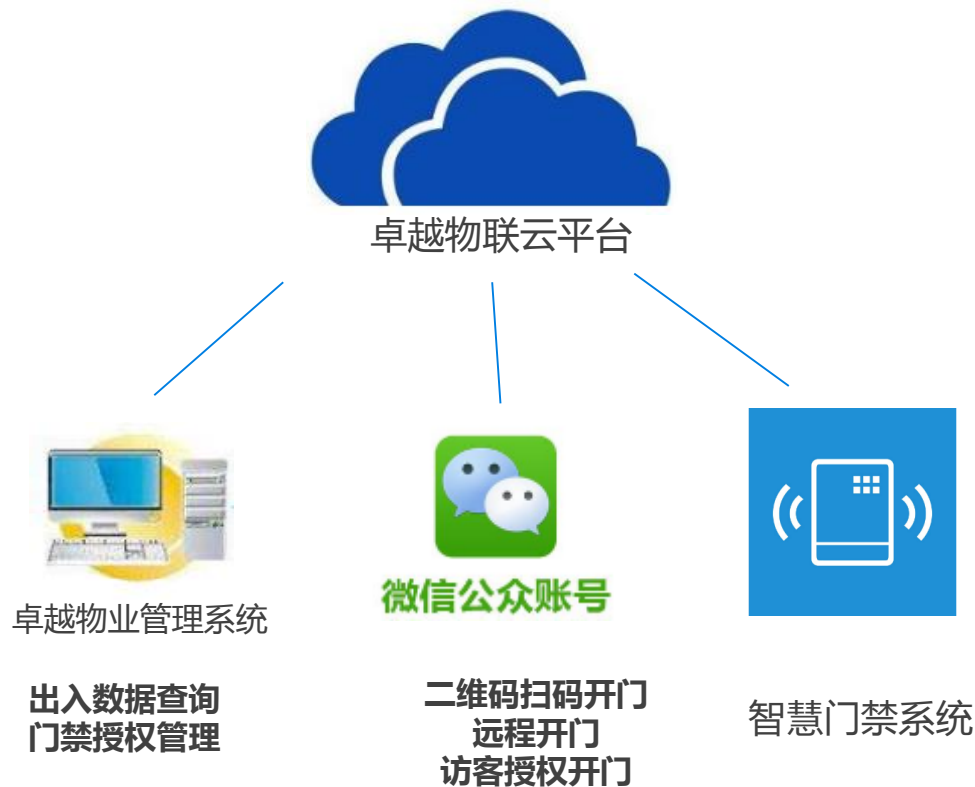 卓越物联云平台
卓越物业管理系统
出入数据查询
门禁授权管理
微信公众账号
二维码扫码开门
远程开门
访客授权开门
智慧门禁系统